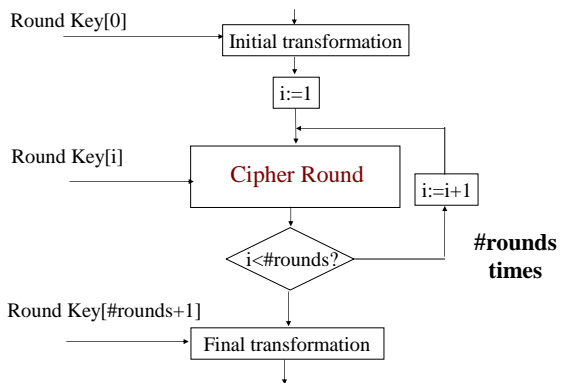 Round Key[0]
Initial transformation
i:=1
Round Key[i]
Cipher Round
i:=i+1
i<#rounds?
#rounds
times
Round Key[#rounds+1]
Final transformation